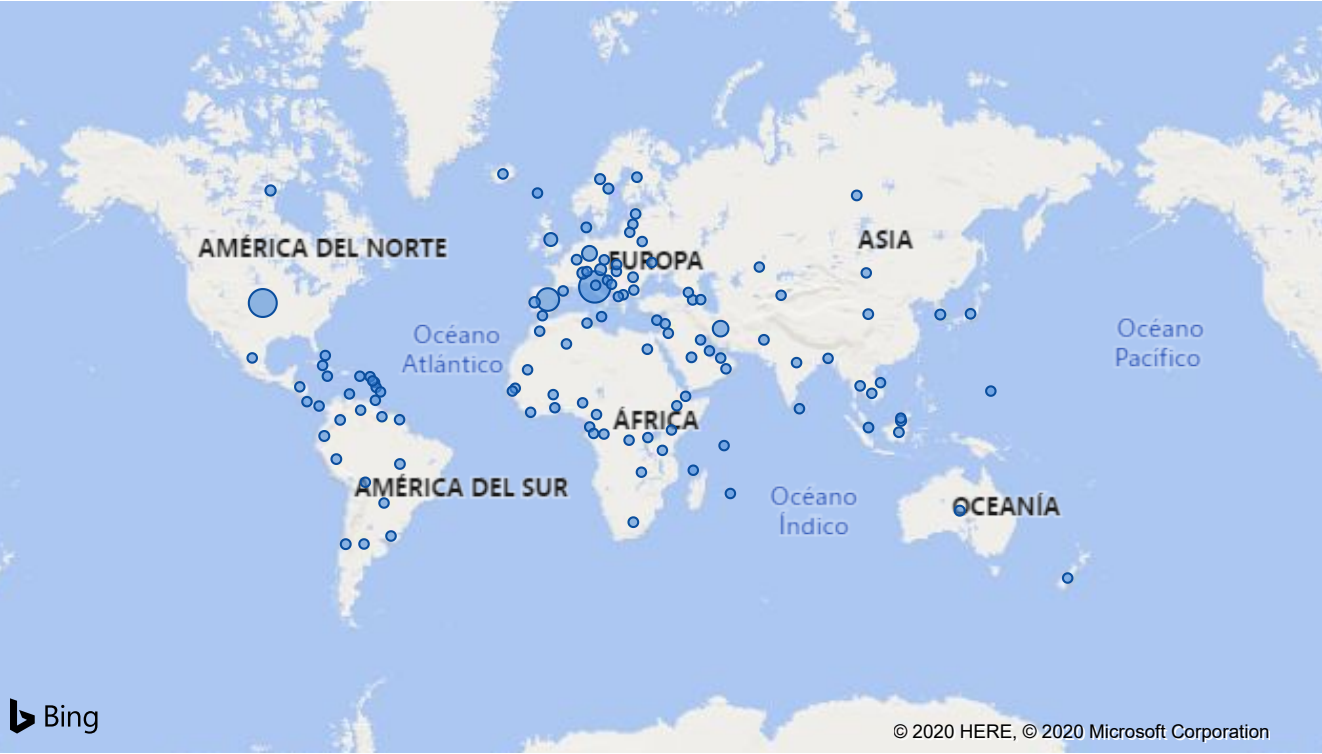 AMÉRICA DEL NORTE
EUROPA
ASIA
Océano
Atlántico
Océano
Pacífico
ÁFRICA
AMÉRICA DEL SUR
Océano
Índico
OCEANÍA
Bing
© 2020 HERE, © 2020 Microsoft Corporation